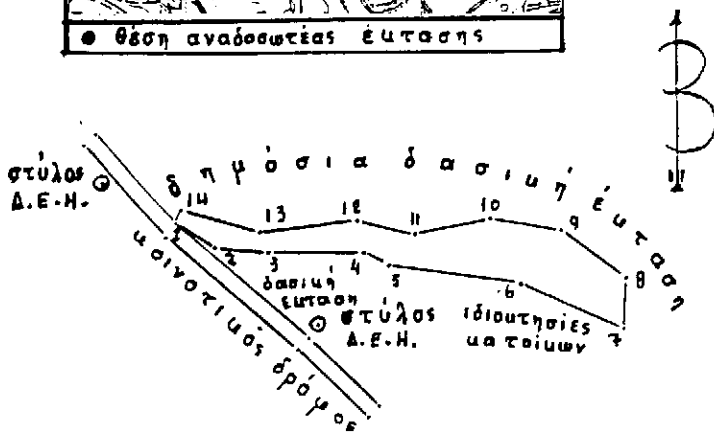 θέση αναδοσωτέας έκτασης
Β
δημόσια δασική έκταση
στύλος
Δ.Ε.Η.
14
13
12
11
10
9
8
1
2
3
4
5
6
7
δασική
έκταση
στύλος
Δ.Ε.Η.
ιδιοκτησίες
κατοίκων
κοινοτικός δρόμος